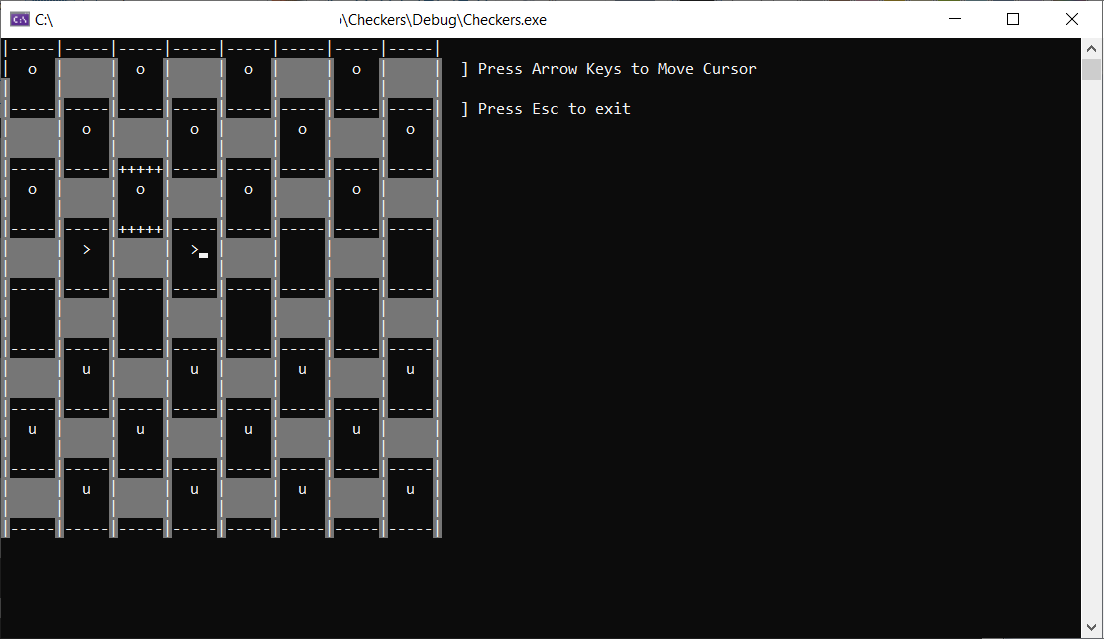 C:\ \Checkers\Debug\Checkers.exe
|-----|-----|-----|-----|-----|-----|-----|-----|
| o | | o | | o | | o | | ] Press Arrow Keys to Move Cursor
|-----|-----|-----|-----|-----|-----|-----|-----| ] Press Esc to exit
| | o | | o | | o | | o |
|-----|-----|+++++|-----|-----|-----|-----|-----|
| o | | o | | o | | o | |
|-----|-----|+++++|-----|-----|-----|-----|-----|
| | > | | >_ | | | | |
|-----|-----|-----|-----|-----|-----|-----|-----|
| | | | | | | | |
|-----|-----|-----|-----|-----|-----|-----|-----|
| | u | | u | | u | | u |
|-----|-----|-----|-----|-----|-----|-----|-----|
| u | | u | | u | | u | |
|-----|-----|-----|-----|-----|-----|-----|-----|
| | u | | u | | u | | u |
|-----|-----|-----|-----|-----|-----|-----|-----|